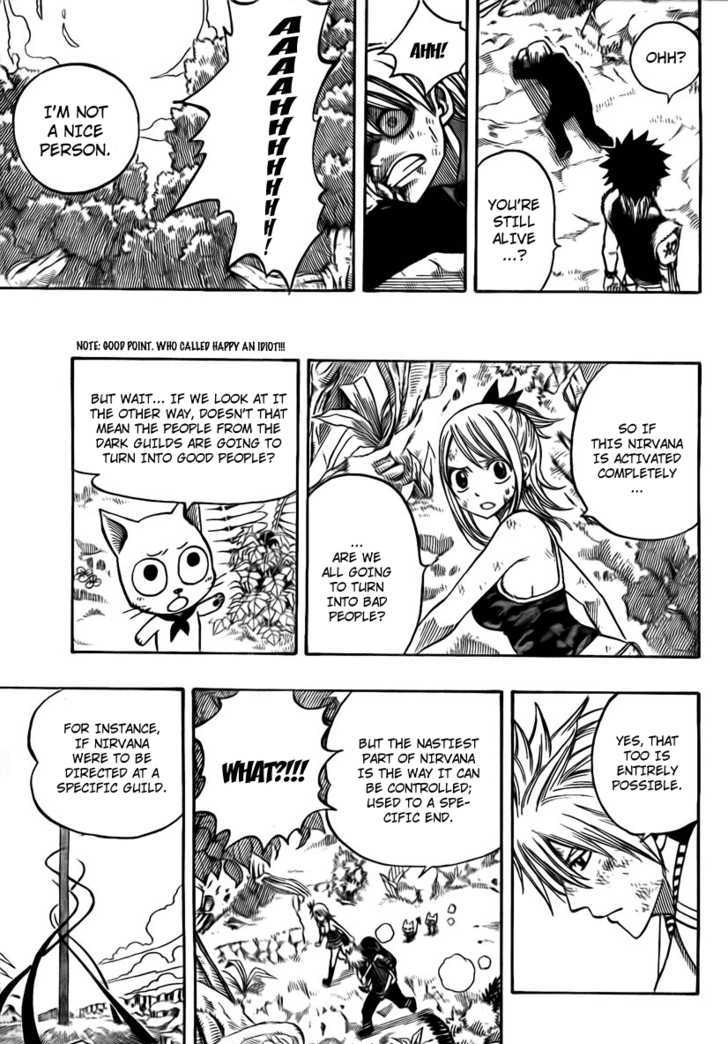 OHH?
YOU'RE
STILL
ALIVE
...?
AHH!
AAAAHHHHHHH!
I'M NOT
A NICE
PERSON.
SO IF
THIS NIRVANA
IS ACTIVATED
COMPLETELY
...
...
ARE WE
ALL GOING
TO TURN
INTO BAD
PEOPLE?
NOTE: GOOD POINT. WHO CALLED HAPPY AN IDIOT!!!
BUT WAIT... IF WE LOOK AT IT
THE OTHER WAY, DOESN'T THAT
MEAN THE PEOPLE FROM THE
DARK GUILDS ARE GOING TO
TURN INTO GOOD PEOPLE?
YES, THAT
TOO IS
ENTIRELY
POSSIBLE.
BUT THE NASTIEST
PART OF NIRVANA
IS THE WAY IT CAN
BE CONTROLLED;
USED TO A SPE-
CIFIC END.
WHAT?!!!
FOR INSTANCE,
IF NIRVANA
WERE TO BE
DIRECTED AT A
SPECIFIC GUILD.